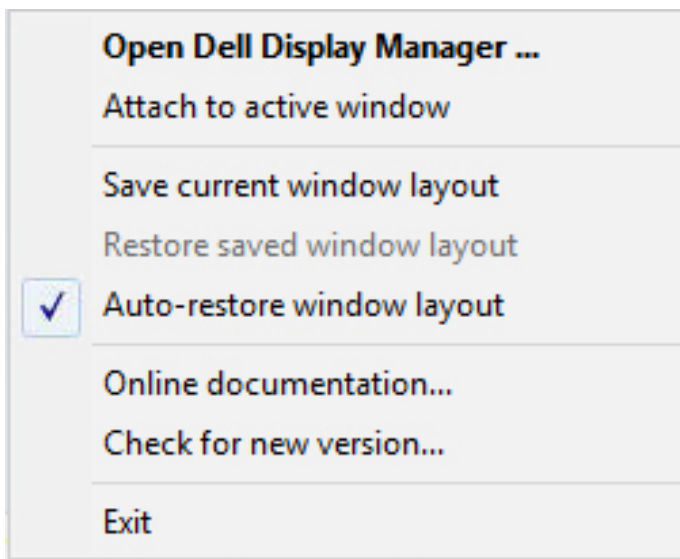 Open Dell Display Manager ...
Attach to active window
Save current window layout
Restore saved window layout
Auto-restore window layout
Online documentation...
Check for new version...
Exit